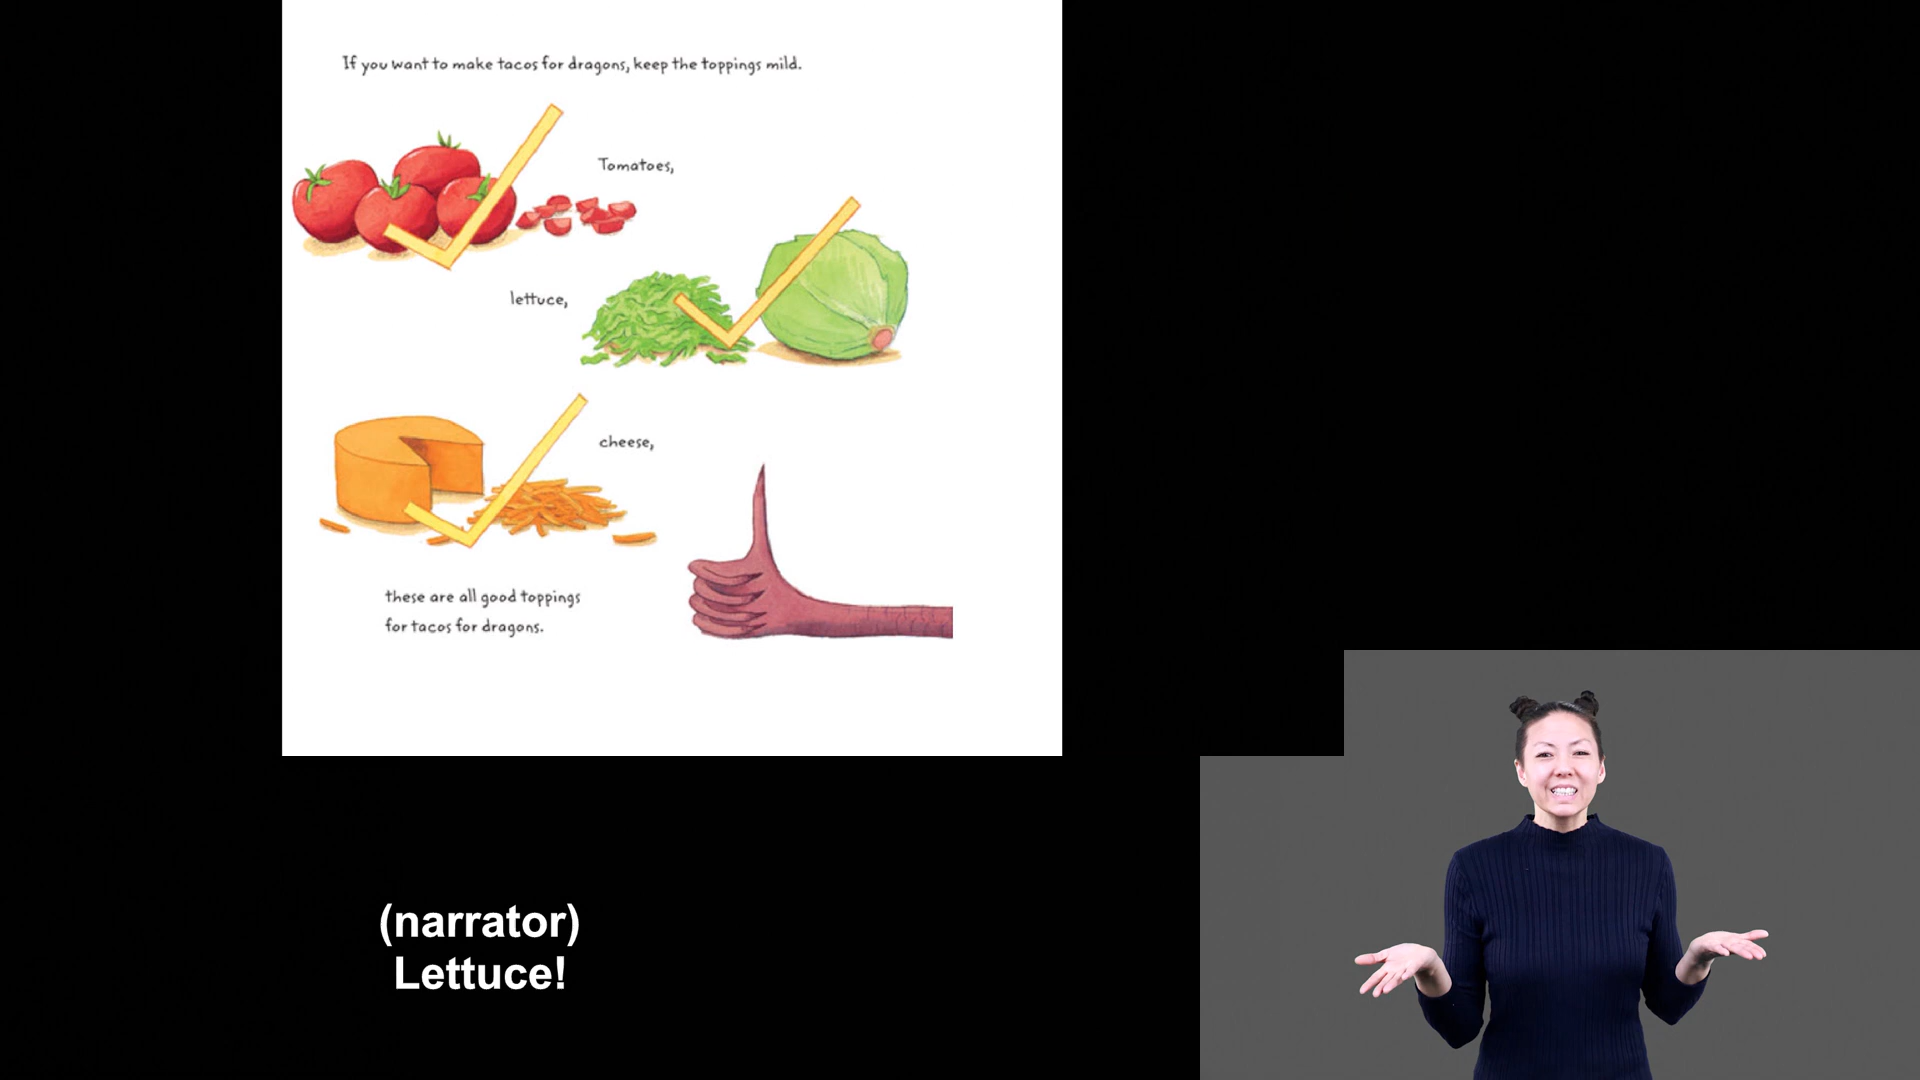 If you want to make tacos for dragons, keep the toppings mild.
Tomatoes,
lettuce,
cheese,
these are all good toppings
for tacos for dragons.
(narrator)
Lettuce!